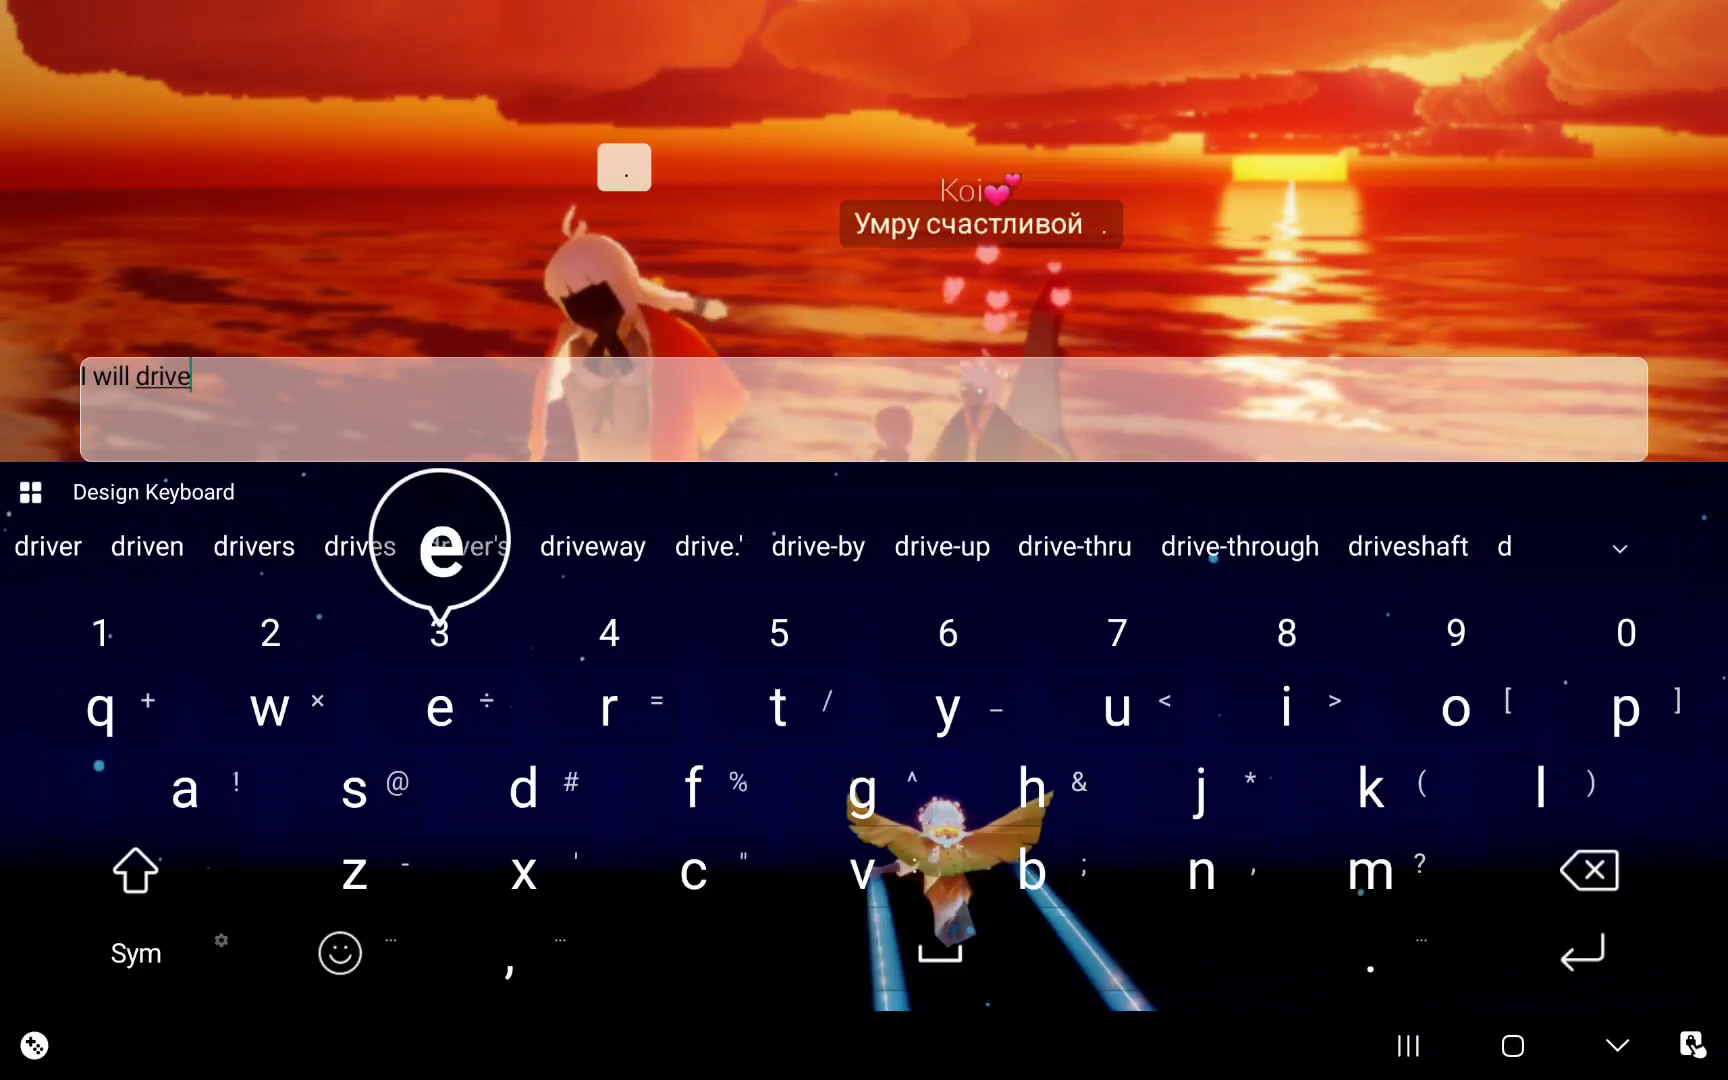 .
Koi💕
Умру счастливой .
I will drive
Design Keyboard
driver driven drivers drives driver's driveway drive.' drive-by drive-up drive-thru drive-through driveshaft d
e
1 2 3 4 5 6 7 8 9 0
q + w × e ÷ r = t / y _ u < i > o [ p ]
a ! s @ d # f % g ^ h & j * k ( l )
z - x ' c " v : b ; n , m ?
Sym , .